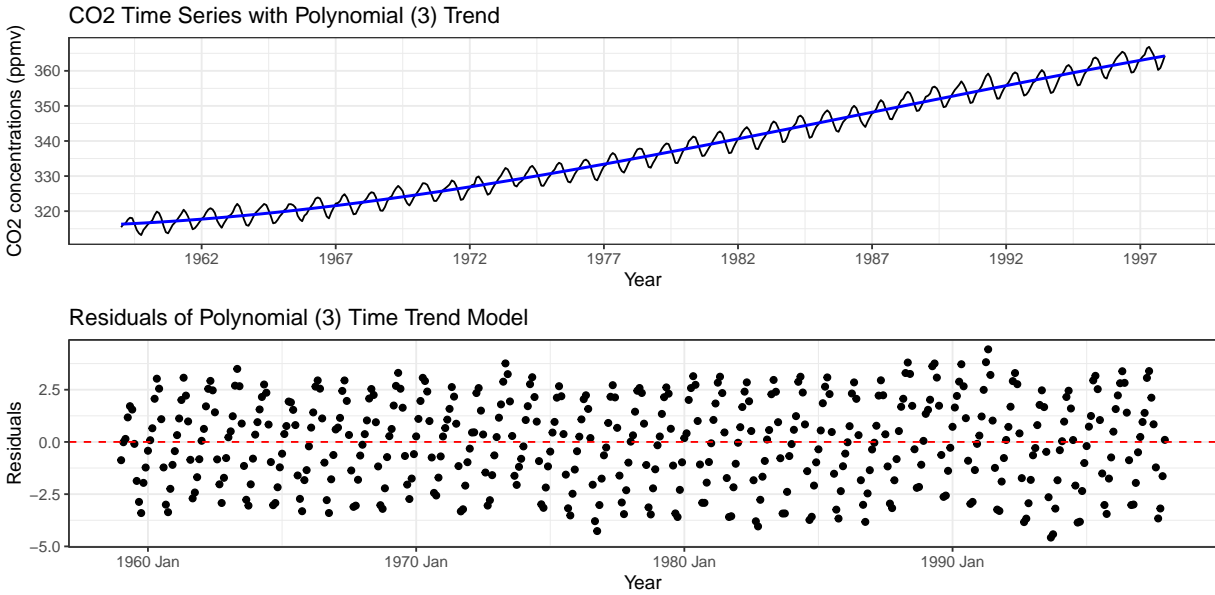 CO2 Time Series with Polynomial (3) Trend
CO2 concentrations (ppmv)
360
350
340
330
320
1962 1967 1972 1977 1982 1987 1992 1997
Year
Residuals of Polynomial (3) Time Trend Model
Residuals
2.5
0.0
−2.5
−5.0
1960 Jan 1970 Jan 1980 Jan 1990 Jan
Year